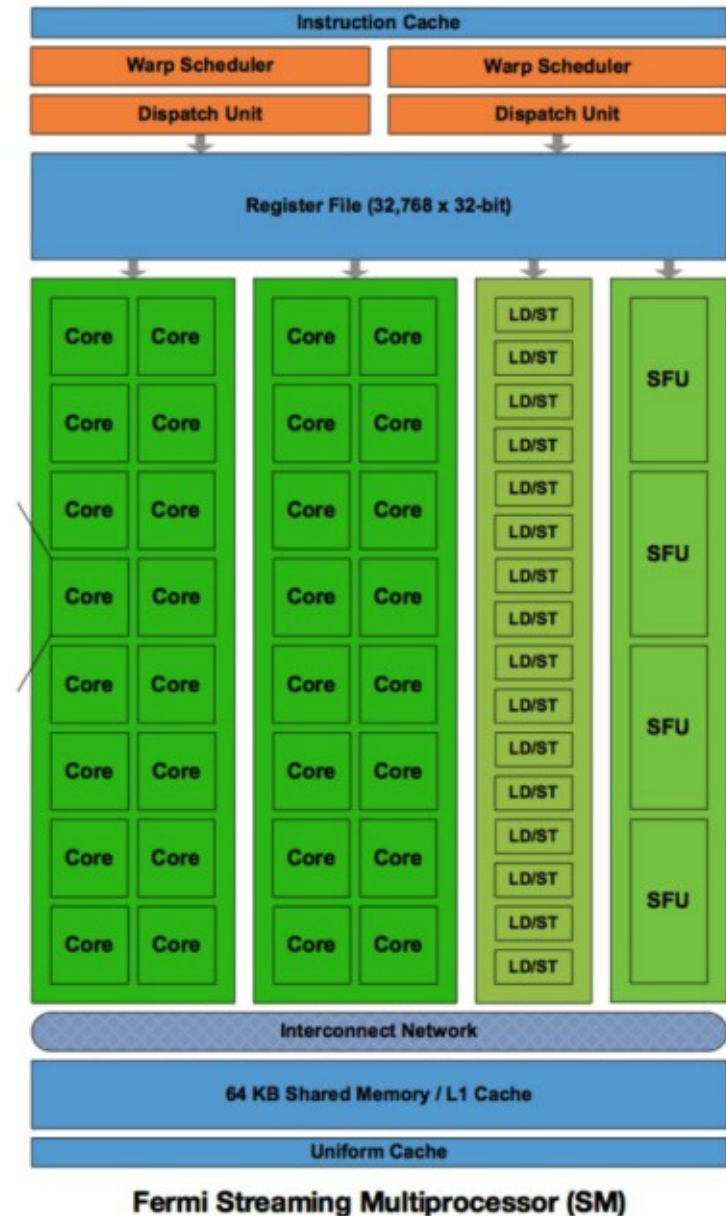 Instruction Cache
Warp Scheduler Warp Scheduler
Dispatch Unit Dispatch Unit
Register File (32,768 x 32-bit)
Core Core Core Core LD/ST SFU
LD/ST
Core Core Core Core LD/ST
LD/ST
Core Core Core Core LD/ST SFU
LD/ST
Core Core Core Core LD/ST
LD/ST
Core Core Core Core LD/ST SFU
LD/ST
Core Core Core Core LD/ST
LD/ST
Core Core Core Core LD/ST SFU
LD/ST
Core Core Core Core LD/ST
LD/ST
Interconnect Network
64 KB Shared Memory / L1 Cache
Uniform Cache
Fermi Streaming Multiprocessor (SM)